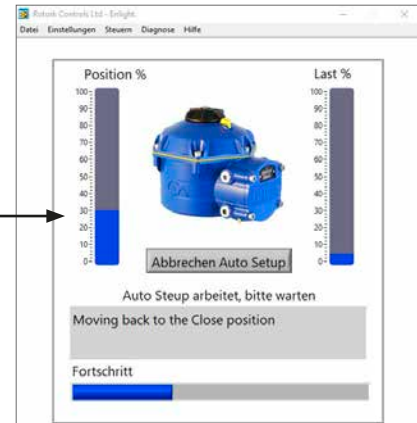 Rotork Controls Ltd - Enlight
Datei Einstellungen Steuern Diagnose Hilfe
Position % Last %
100 100
90 90
80 80
70 70
60 60
50 50
40 40
30 30
20 20
10 10
0 0
Abbrechen Auto Setup
Auto Steup arbeitet, bitte warten
Moving back to the Close position
Fortschritt